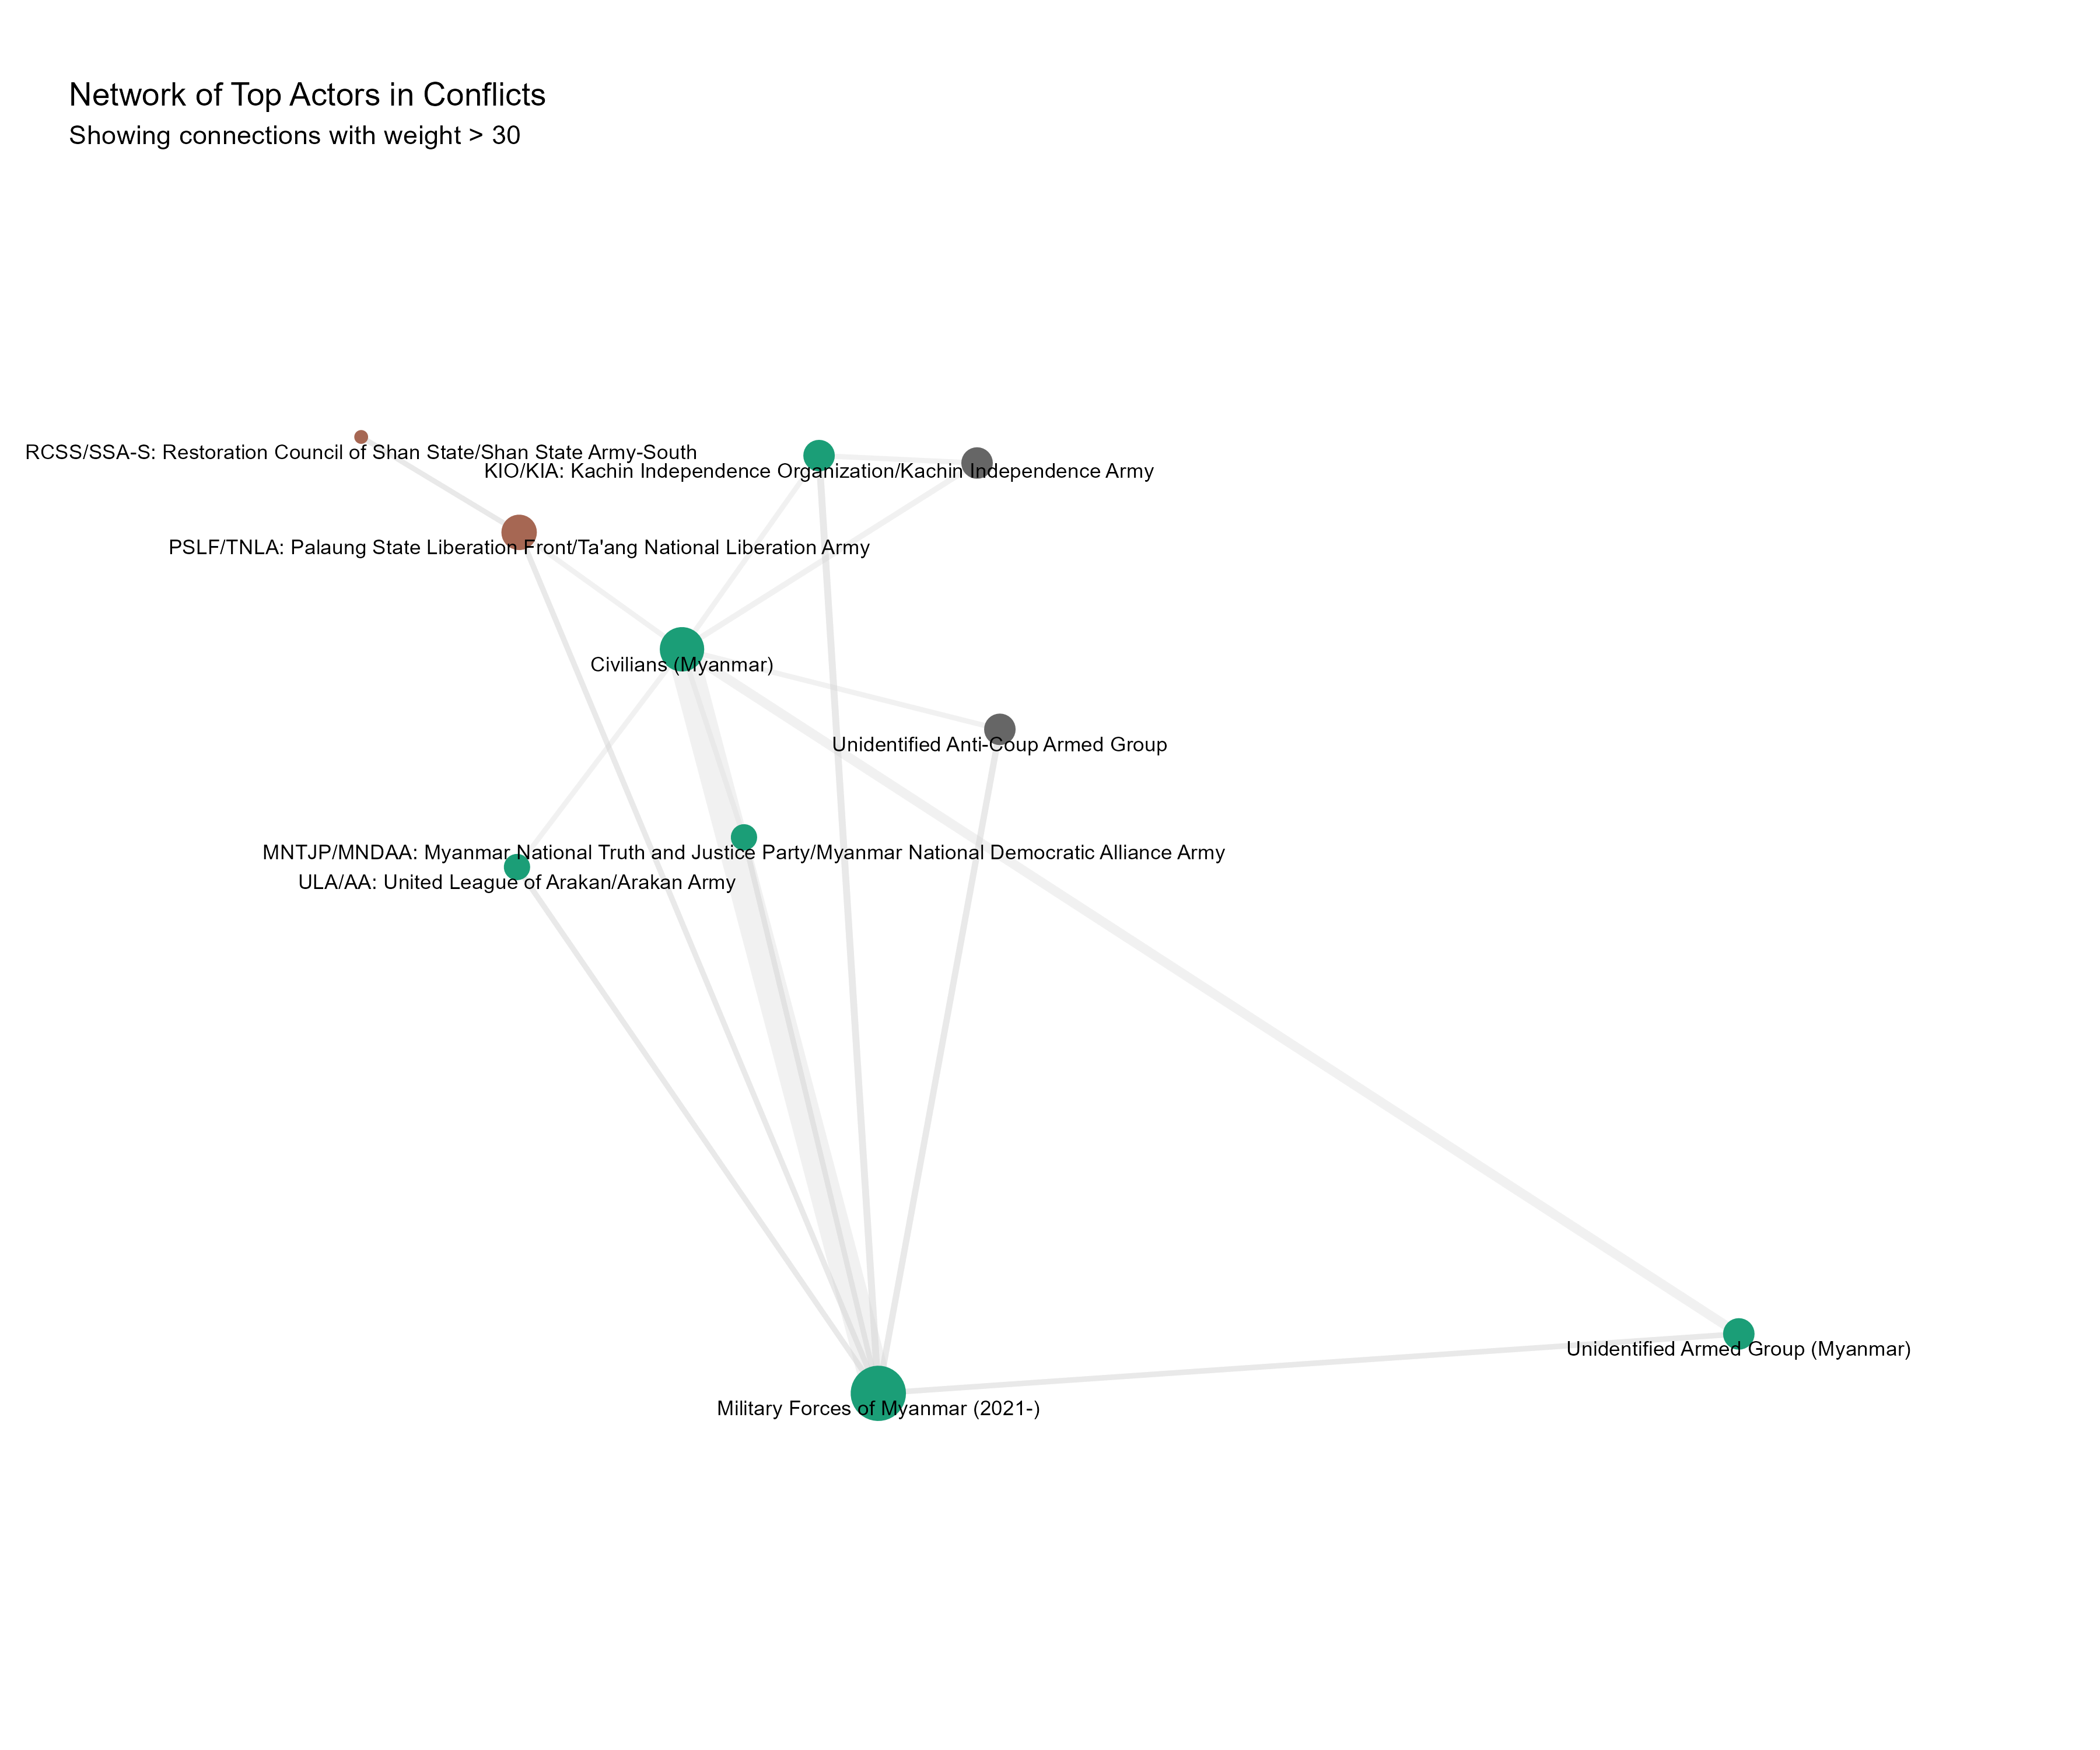 Network of Top Actors in Conflicts
Showing connections with weight > 30
RCSS/SSA-S: Restoration Council of Shan State/Shan State Army-South
KIO/KIA: Kachin Independence Organization/Kachin Independence Army
PSLF/TNLA: Palaung State Liberation Front/Ta'ang National Liberation Army
Civilians (Myanmar)
Unidentified Anti-Coup Armed Group
MNTJP/MNDAA: Myanmar National Truth and Justice Party/Myanmar National Democratic Alliance Army
ULA/AA: United League of Arakan/Arakan Army
Unidentified Armed Group (Myanmar)
Military Forces of Myanmar (2021-)